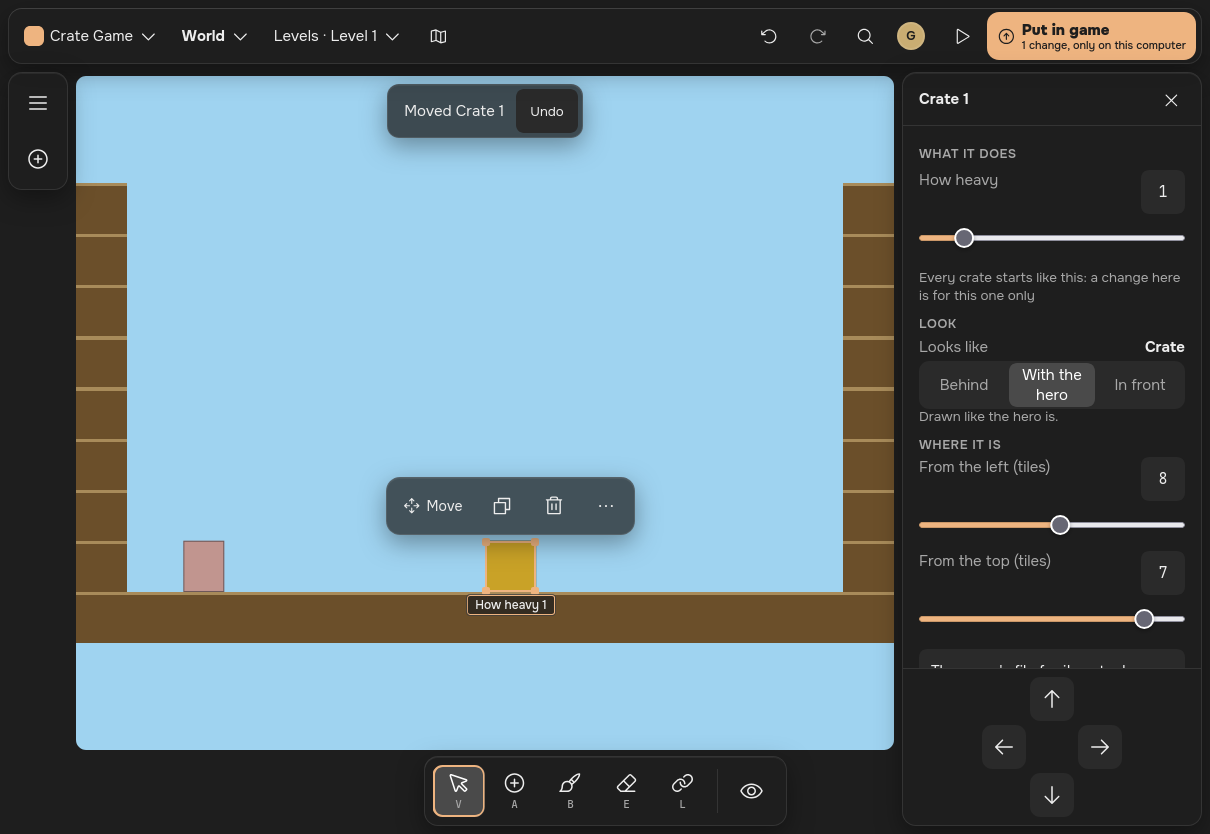 Crate Game
World
Levels · Level 1
G
Put in game
1 change, only on this computer
Moved Crate 1
Undo
Crate 1
WHAT IT DOES
How heavy
1
Every crate starts like this: a change here
is for this one only
LOOK
Looks like
Crate
Behind
With the
hero
In front
Drawn like the hero is.
WHERE IT IS
From the left (tiles)
8
From the top (tiles)
7
Move
How heavy 1
V
A
B
E
L